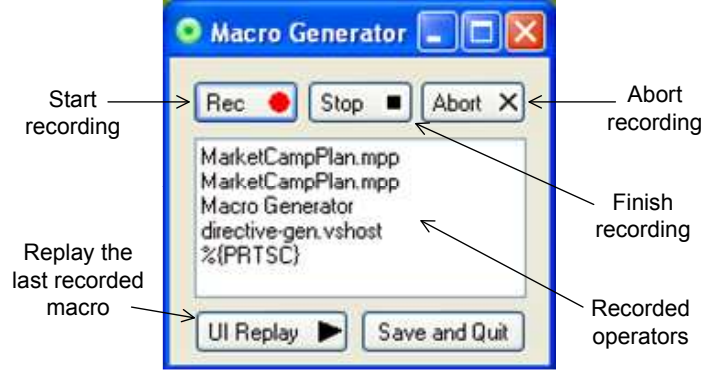 Macro Generator
Start
recording
Rec
Stop
Abort
Abort
recording
MarketCampPlan.mpp
MarketCampPlan.mpp
Macro Generator
directive-gen.vshost
%{PRTSC}
Finish
recording
Replay the
last recorded
macro
Recorded
operators
UI Replay
Save and Quit